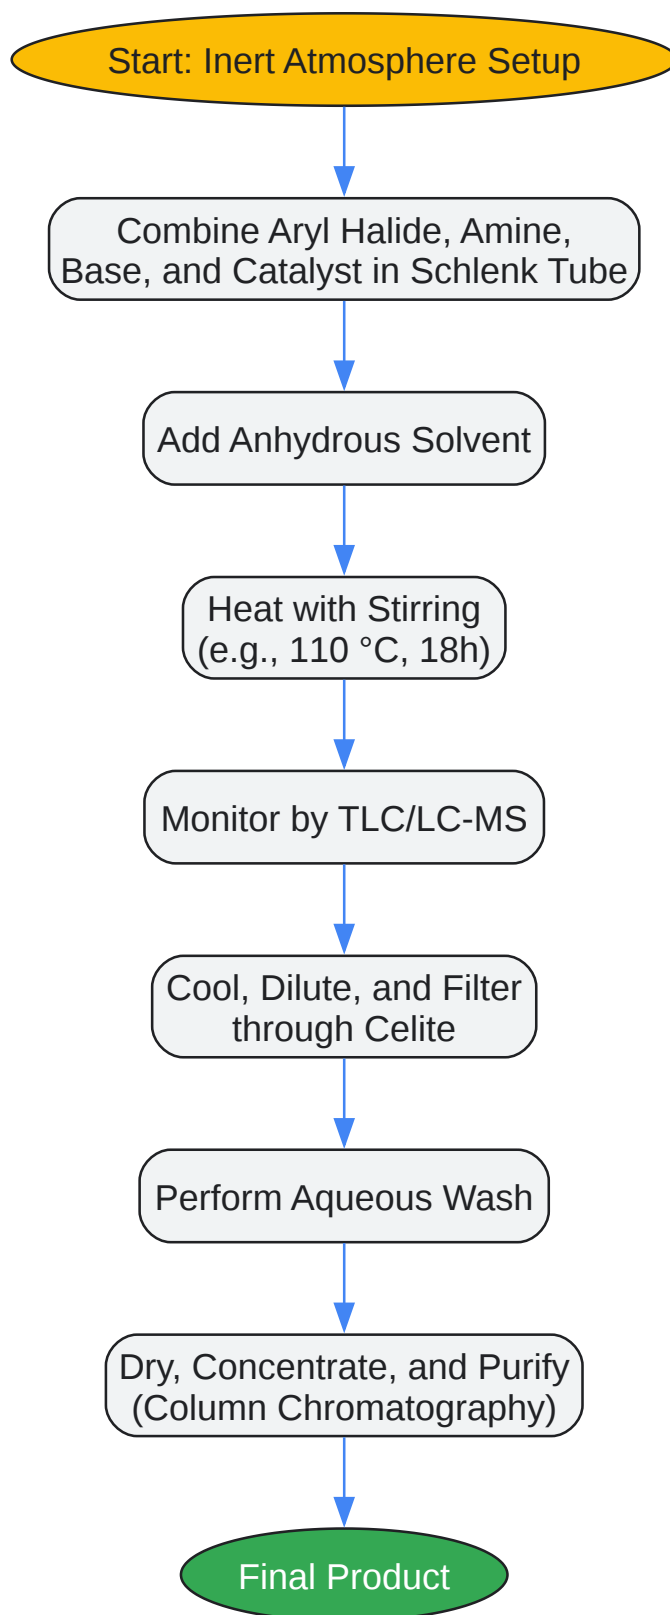 Start: Inert Atmosphere Setup
Combine Aryl Halide, Amine,
Base, and Catalyst in Schlenk Tube
Add Anhydrous Solvent
Heat with Stirring
(e.g., 110 °C, 18h)
Monitor by TLC/LC-MS
Cool, Dilute, and Filter
through Celite
Perform Aqueous Wash
Dry, Concentrate, and Purify
(Column Chromatography)
Final Product